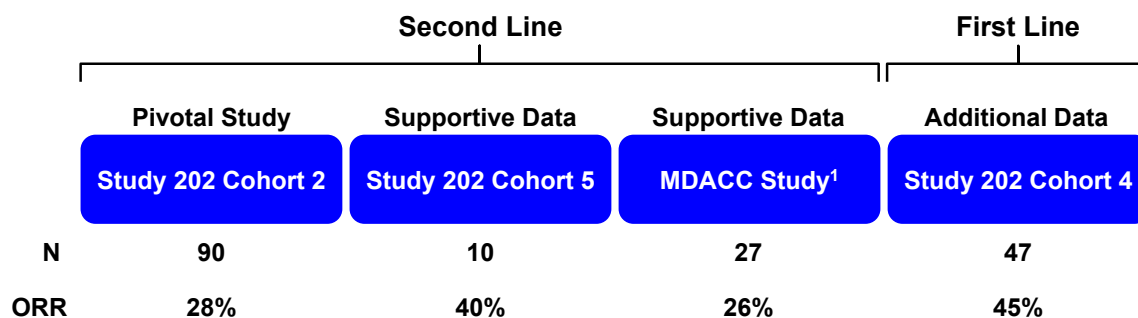 Second Line First Line
Pivotal Study Supportive Data Supportive Data Additional Data
Study 202 Cohort 2 Study 202 Cohort 5 MDACC Study¹ Study 202 Cohort 4
N 90 10 27 47
ORR 28% 40% 26% 45%